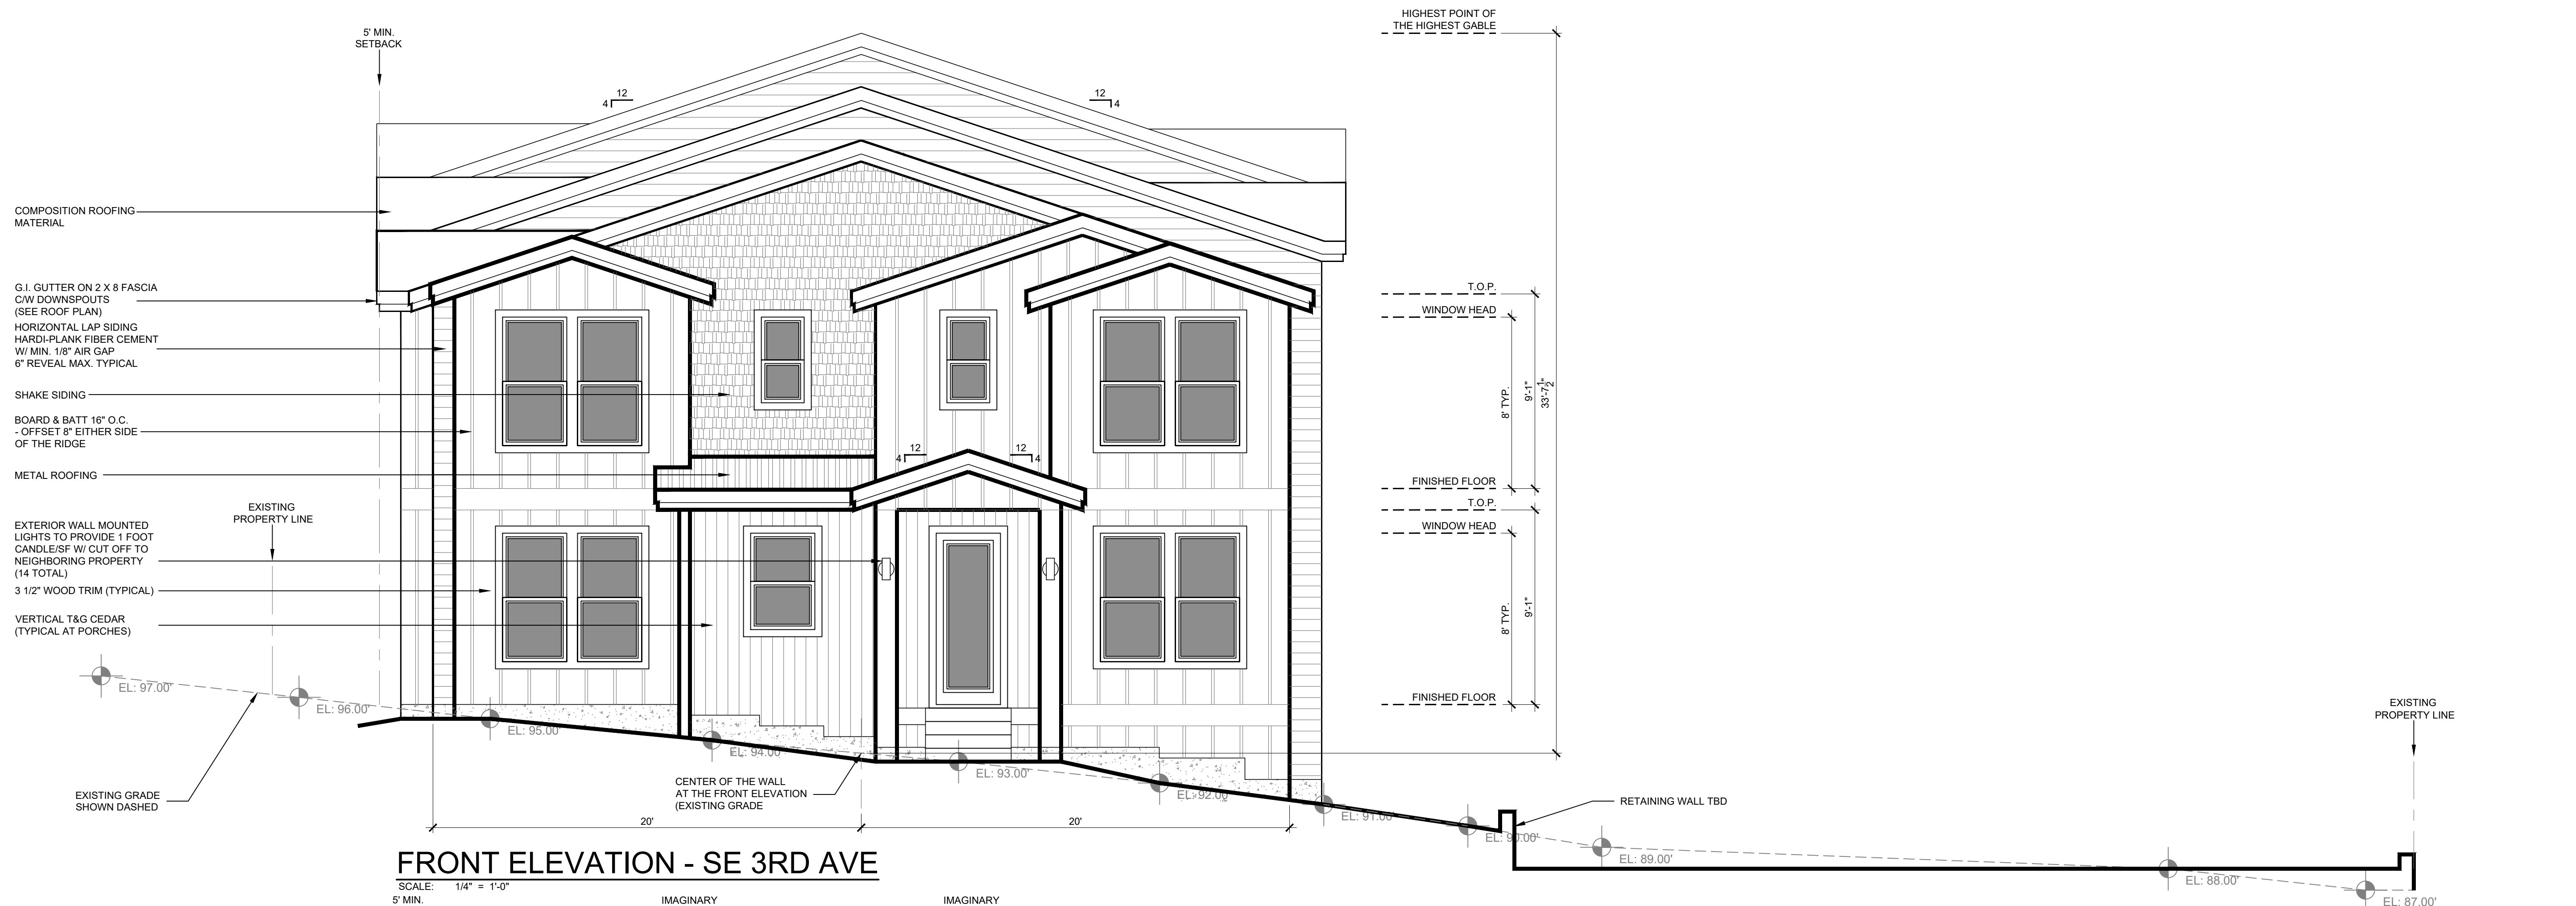 HIGHEST POINT OF
THE HIGHEST GABLE
5' MIN.
SETBACK
12
4
12
4
COMPOSITION ROOFING
MATERIAL
G.I. GUTTER ON 2 X 8 FASCIA
C/W DOWNSPOUTS
(SEE ROOF PLAN)
HORIZONTAL LAP SIDING
HARDI-PLANK FIBER CEMENT
W/ MIN. 1/8" AIR GAP
6" REVEAL MAX. TYPICAL
SHAKE SIDING
BOARD & BATT 16" O.C.
- OFFSET 8" EITHER SIDE
OF THE RIDGE
METAL ROOFING
EXISTING
PROPERTY LINE
EXTERIOR WALL MOUNTED
LIGHTS TO PROVIDE 1 FOOT
CANDLE/SF W/ CUT OFF TO
NEIGHBORING PROPERTY
(14 TOTAL)
3 1/2" WOOD TRIM (TYPICAL)
VERTICAL T&G CEDAR
(TYPICAL AT PORCHES)
12
4
12
4
T.O.P.
WINDOW HEAD
8' TYP.
9'-1"
33'-7 1/2"
FINISHED FLOOR
T.O.P.
WINDOW HEAD
8' TYP.
9'-1"
FINISHED FLOOR
EL: 97.00'
EL: 96.00'
EL: 95.00'
EL: 94.00'
EL: 93.00'
EL: 92.00'
EL: 91.00'
EL: 90.00'
EL: 89.00'
EL: 88.00'
EL: 87.00'
EXISTING
PROPERTY LINE
EXISTING GRADE
SHOWN DASHED
CENTER OF THE WALL
AT THE FRONT ELEVATION
(EXISTING GRADE
RETAINING WALL TBD
20'
20'
FRONT ELEVATION - SE 3RD AVE
SCALE: 1/4" = 1'-0"
5' MIN.
IMAGINARY
IMAGINARY